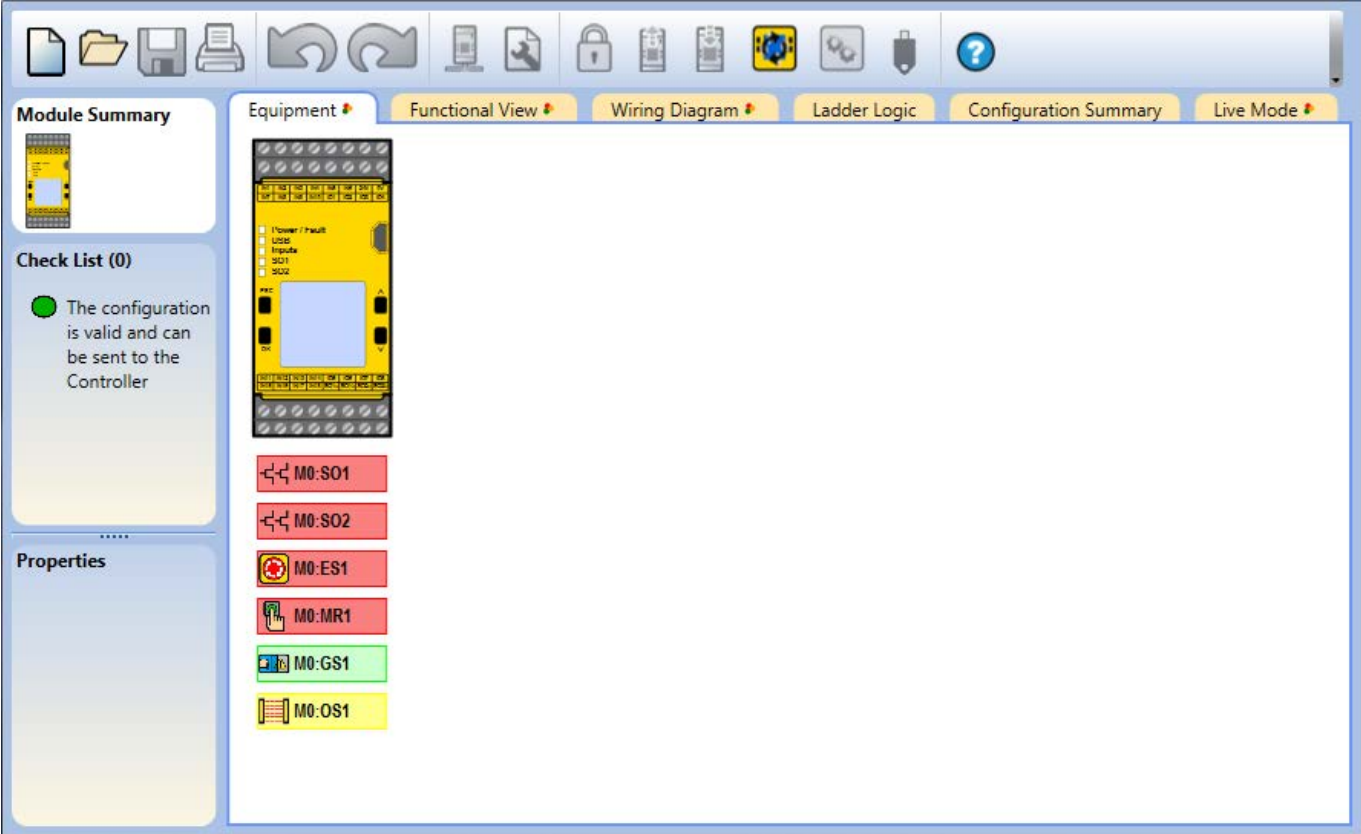 Module Summary
Equipment
Functional View
Wiring Diagram
Ladder Logic
Configuration Summary
Live Mode
Power / Fault
USB
Inputs
SO1
SO2
OK
Check List (0)
The configuration
is valid and can
be sent to the
Controller
M0:SO1
M0:SO2
M0:ES1
M0:MR1
M0:GS1
M0:OS1
Properties